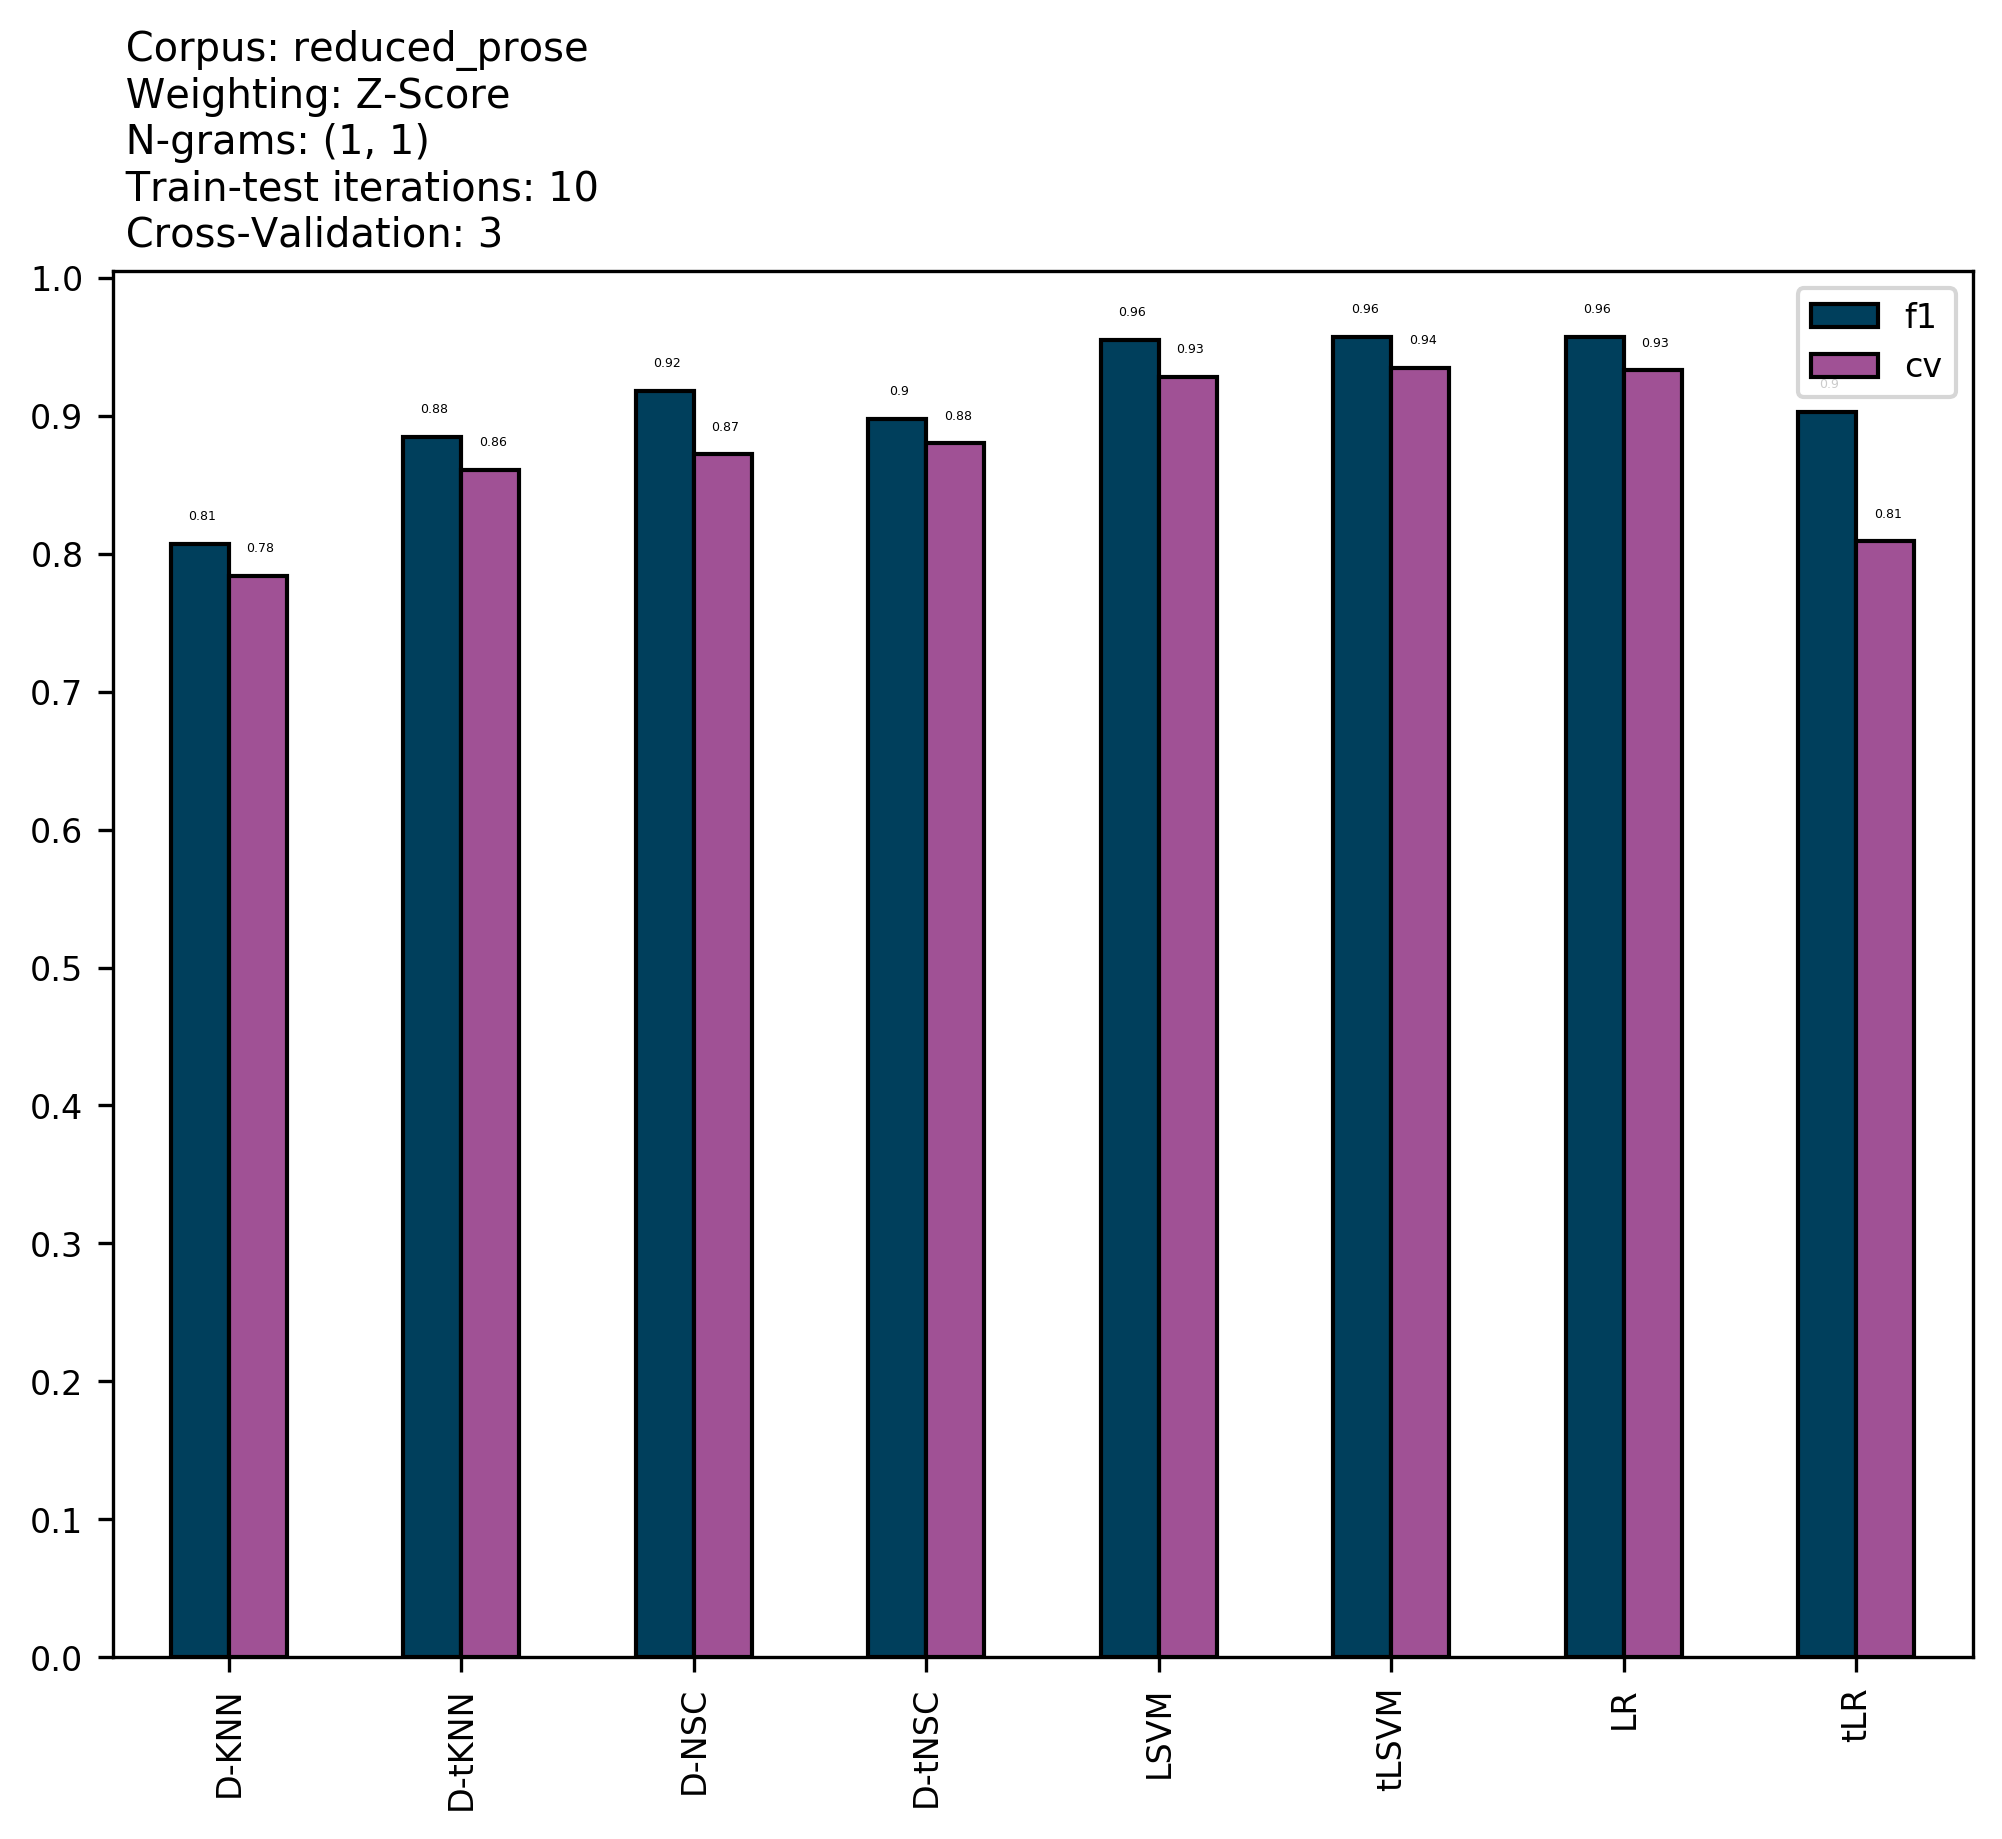 Corpus: reduced_prose
Weighting: Z-Score
N-grams: (1, 1)
Train-test iterations: 10
Cross-Validation: 3
1.0
0.9
0.8
0.7
0.6
0.5
0.4
0.3
0.2
0.1
0.0
0.81
0.78
0.88
0.86
0.92
0.87
0.9
0.88
0.96
0.93
0.96
0.94
0.96
0.93
0.9
0.81
f1
cv
D-KNN
D-tKNN
D-NSC
D-tNSC
LSVM
tLSVM
LR
tLR